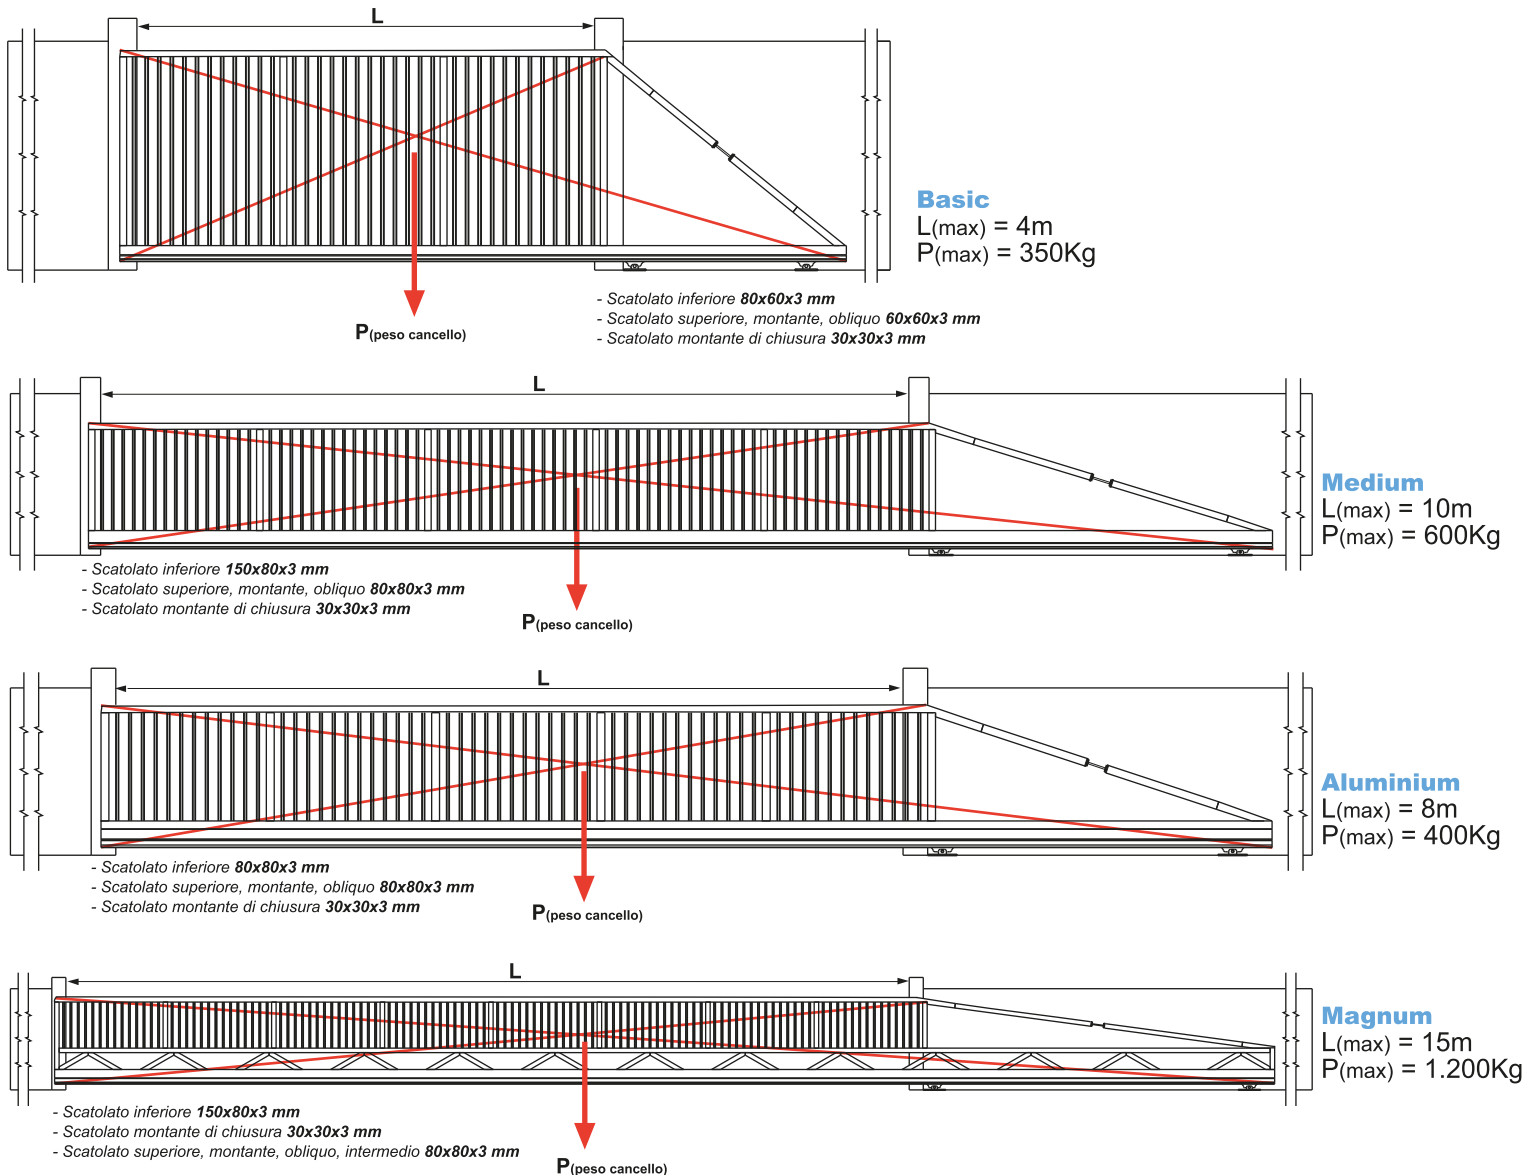 L
Basic
L(max) = 4m
P(max) = 350Kg
- Scatolato inferiore 80x60x3 mm
- Scatolato superiore, montante, obliquo 60x60x3 mm
- Scatolato montante di chiusura 30x30x3 mm
P(peso cancello)
L
Medium
L(max) = 10m
P(max) = 600Kg
- Scatolato inferiore 150x80x3 mm
- Scatolato superiore, montante, obliquo 80x80x3 mm
- Scatolato montante di chiusura 30x30x3 mm
P(peso cancello)
L
Aluminium
L(max) = 8m
P(max) = 400Kg
- Scatolato inferiore 80x80x3 mm
- Scatolato superiore, montante, obliquo 80x80x3 mm
- Scatolato montante di chiusura 30x30x3 mm
P(peso cancello)
L
Magnum
L(max) = 15m
P(max) = 1.200Kg
- Scatolato inferiore 150x80x3 mm
- Scatolato montante di chiusura 30x30x3 mm
- Scatolato superiore, montante, obliquo, intermedio 80x80x3 mm
P(peso cancello)